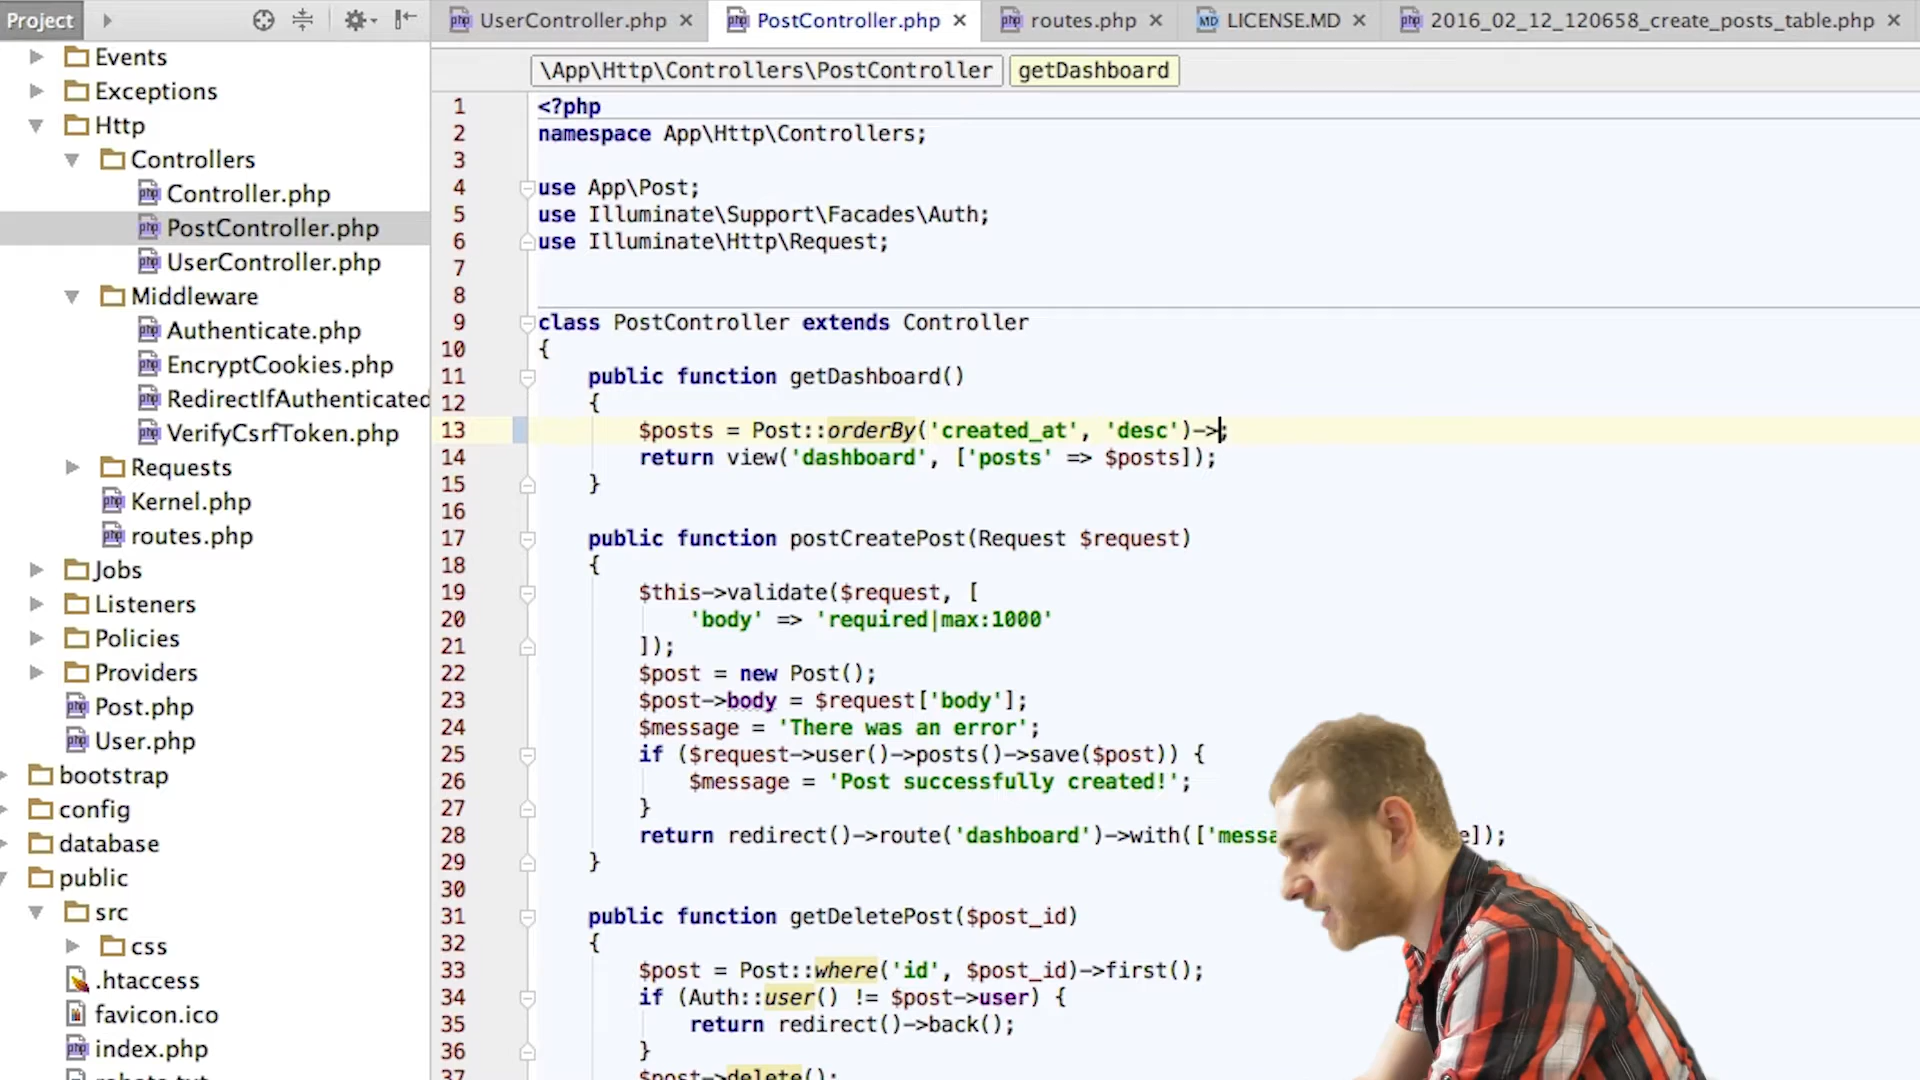 Project
UserController.php
PostController.php
routes.php
LICENSE.MD
2016_02_12_120658_create_posts_table.php
\App\Http\Controllers\PostController
getDashboard
Events
Exceptions
Http
Controllers
Controller.php
PostController.php
UserController.php
Middleware
Authenticate.php
EncryptCookies.php
RedirectIfAuthenticated
VerifyCsrfToken.php
Requests
Kernel.php
routes.php
Jobs
Listeners
Policies
Providers
Post.php
User.php
bootstrap
config
database
public
src
css
.htaccess
favicon.ico
index.php
1 <?php
2 namespace App\Http\Controllers;
3
4 use App\Post;
5 use Illuminate\Support\Facades\Auth;
6 use Illuminate\Http\Request;
7
8
9 class PostController extends Controller
10 {
11 public function getDashboard()
12 {
13 $posts = Post::orderBy('created_at', 'desc')->;
14 return view('dashboard', ['posts' => $posts]);
15 }
16
17 public function postCreatePost(Request $request)
18 {
19 $this->validate($request, [
20 'body' => 'required|max:1000'
21 ]);
22 $post = new Post();
23 $post->body = $request['body'];
24 $message = 'There was an error';
25 if ($request->user()->posts()->save($post)) {
26 $message = 'Post successfully created!';
27 }
28 return redirect()->route('dashboard')->with(['messa e]);
29 }
30
31 public function getDeletePost($post_id)
32 {
33 $post = Post::where('id', $post_id)->first();
34 if (Auth::user() != $post->user) {
35 return redirect()->back();
36 }
37 $post->delete();